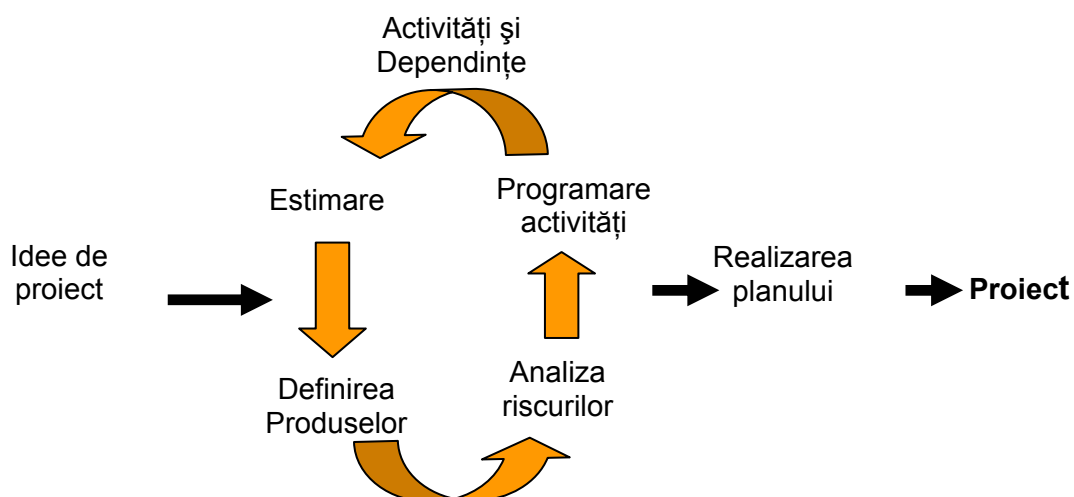 Activități şi
Dependințe
Estimare
Programare
activități
Idee de
proiect
Realizarea
planului
Proiect
Definirea
Produselor
Analiza
riscurilor